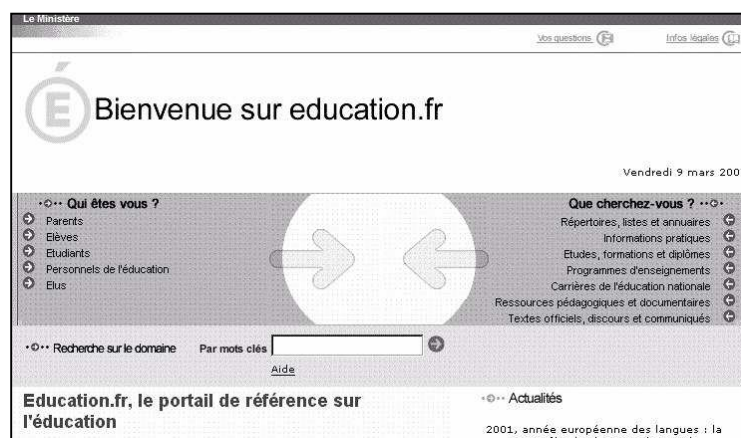 Le Ministère
Vos questions
Infos légales
É
Bienvenue sur education.fr
Vendredi 9 mars 200
Qui êtes vous ?
Parents
Elèves
Etudiants
Personnels de l'éducation
Elus
Que cherchez-vous ?
Répertoires, listes et annuaires
Informations pratiques
Etudes, formations et diplômes
Programmes d'enseignements
Carrières de l'éducation nationale
Ressources pédagogiques et documentaires
Textes officiels, discours et communiqués
Recherche sur le domaine
Par mots clés
Aide
Education.fr, le portail de référence sur
l'éducation
Actualités
2001, année européenne des langues : la